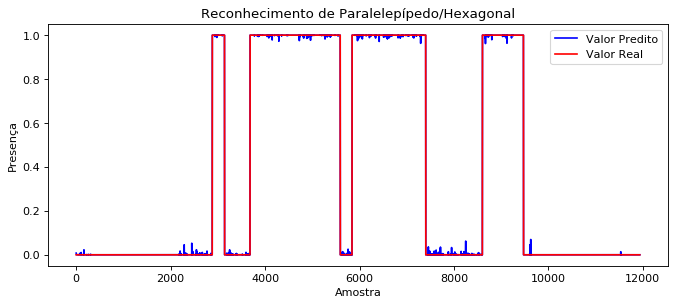 Reconhecimento de Paralelepípedo/Hexagonal
Valor Predito
Valor Real
Presença
1.0
0.8
0.6
0.4
0.2
0.0
0
2000
4000
6000
8000
10000
12000
Amostra